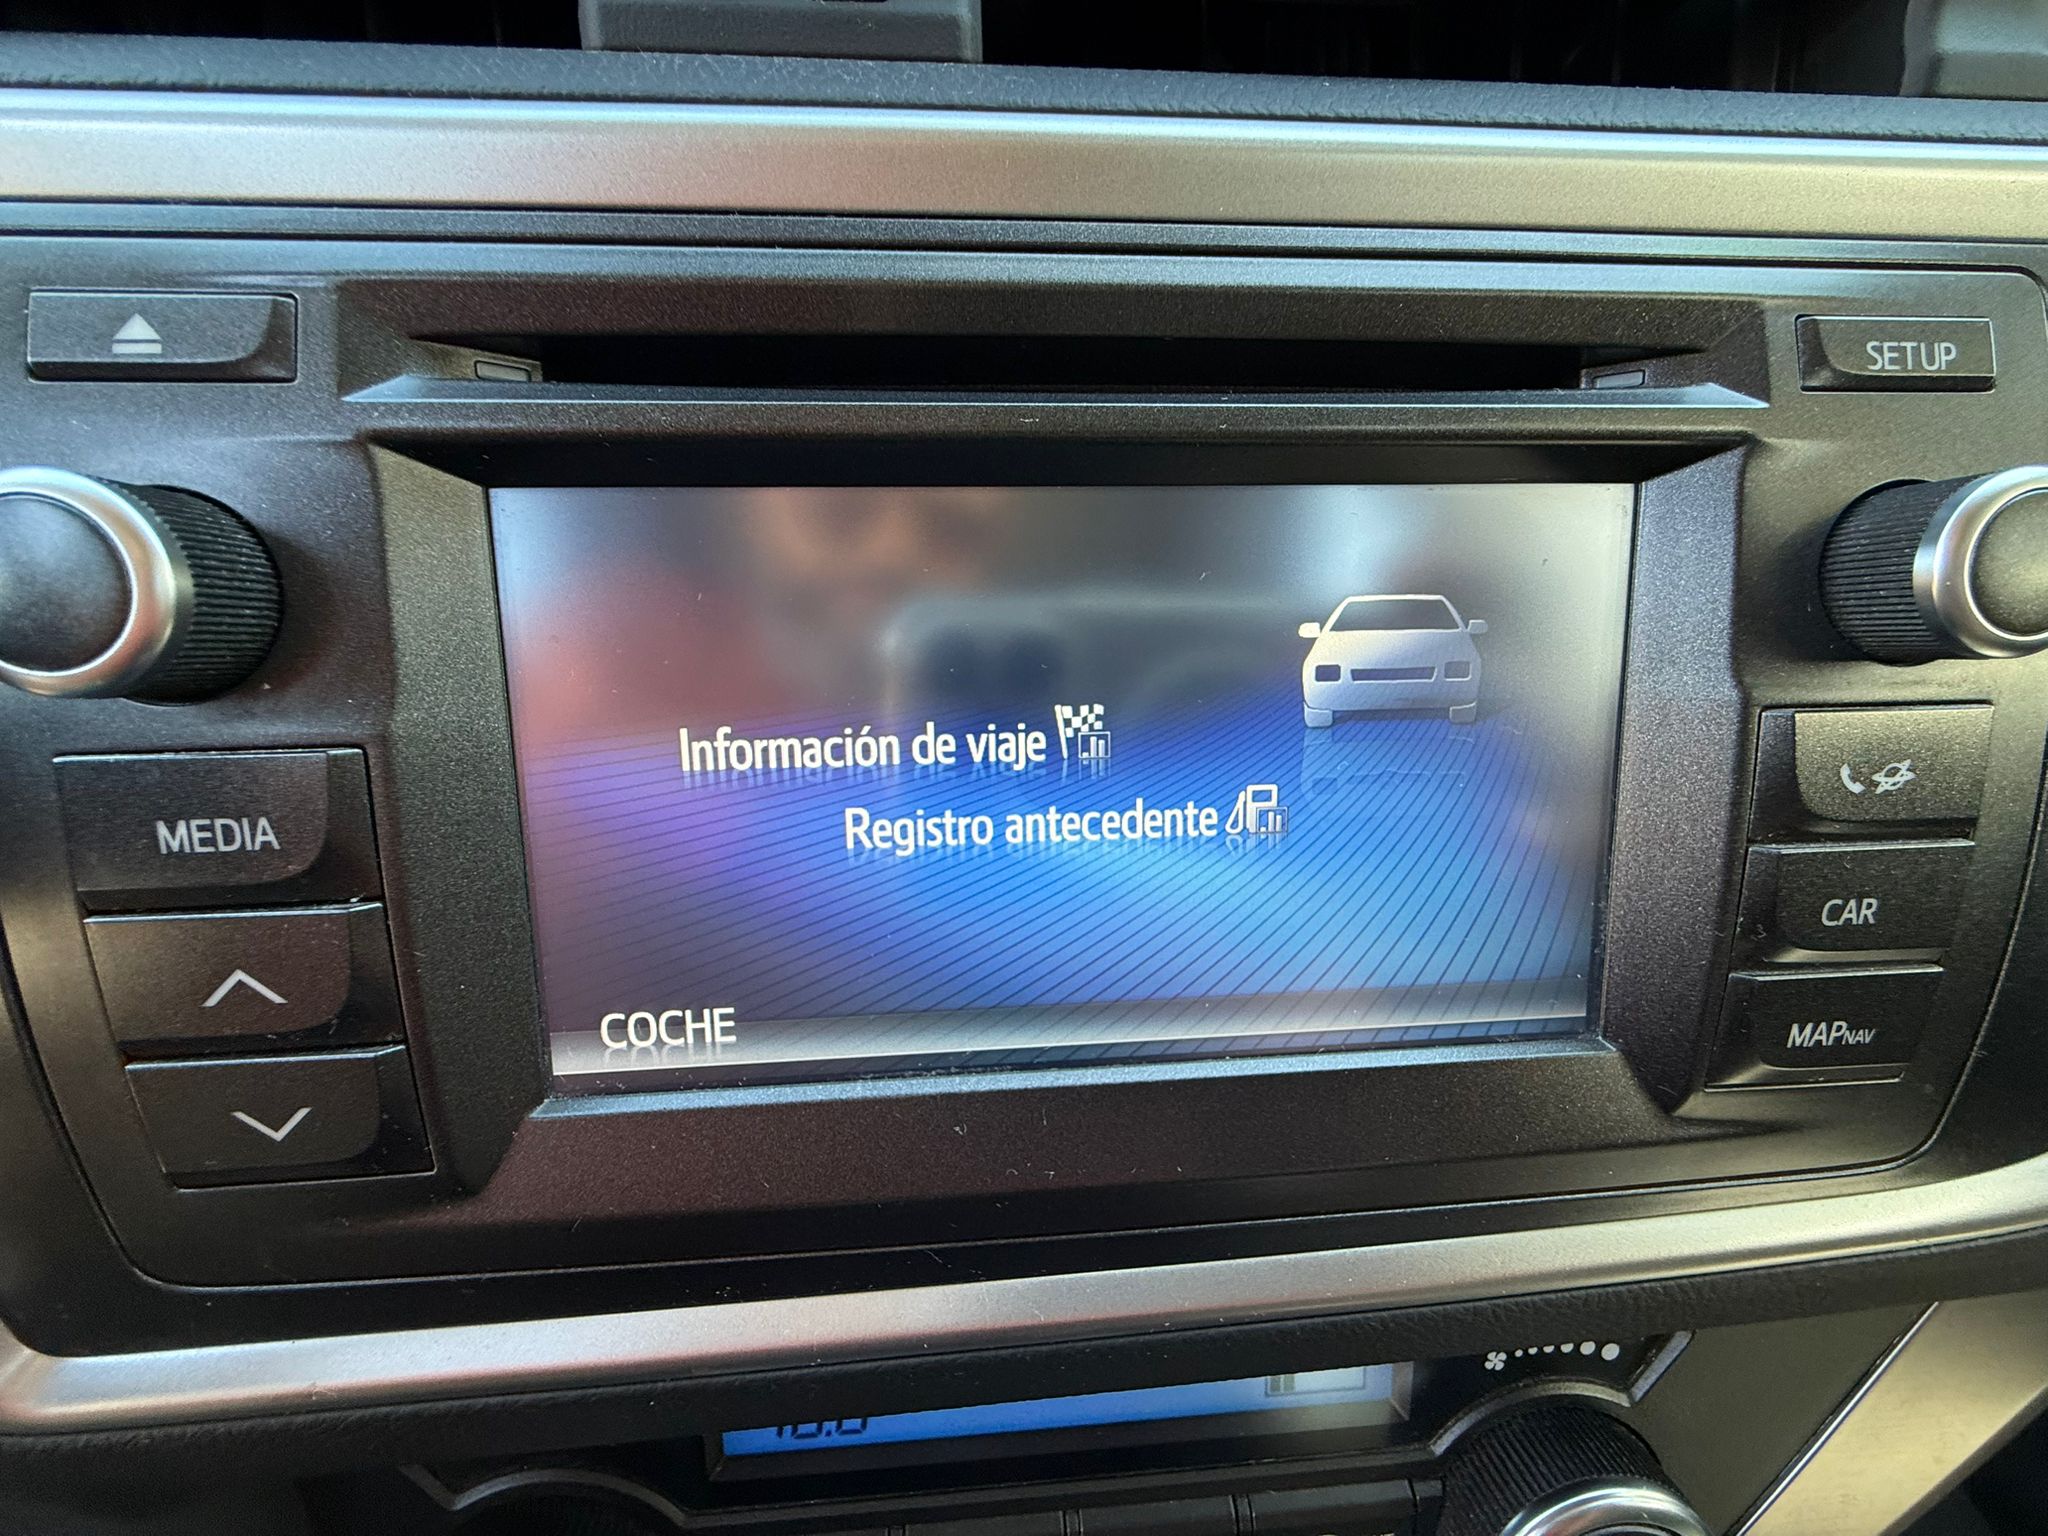 SETUP
MEDIA
Información de viaje
Registro antecedente
CAR
COCHE
MAPNAV